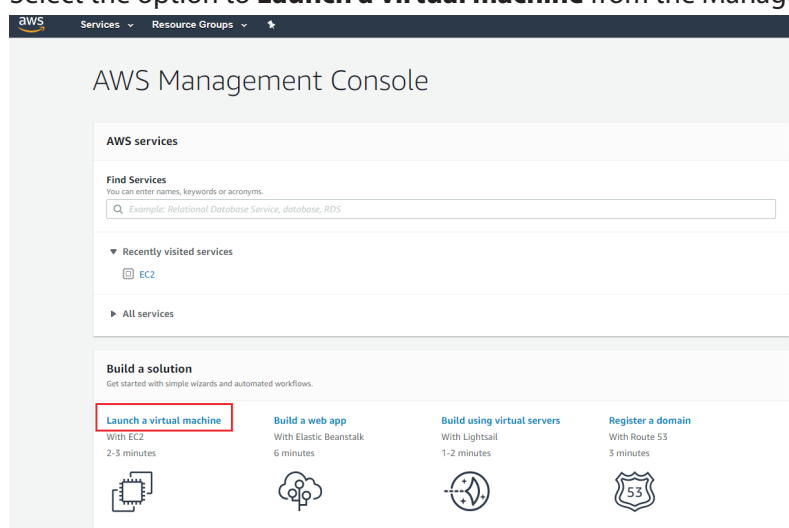 Select the option to Launch a virtual machine from the Manag
aws Services Resource Groups
AWS Management Console
AWS services
Find Services
You can enter names, keywords or acronyms.
Example: Relational Database Service, database, RDS
Recently visited services
EC2
All services
Build a solution
Get started with simple wizards and automated workflows.
Launch a virtual machine Build a web app Build using virtual servers Register a domain
With EC2 With Elastic Beanstalk With Lightsail With Route 53
2-3 minutes 6 minutes 1-2 minutes 3 minutes
53